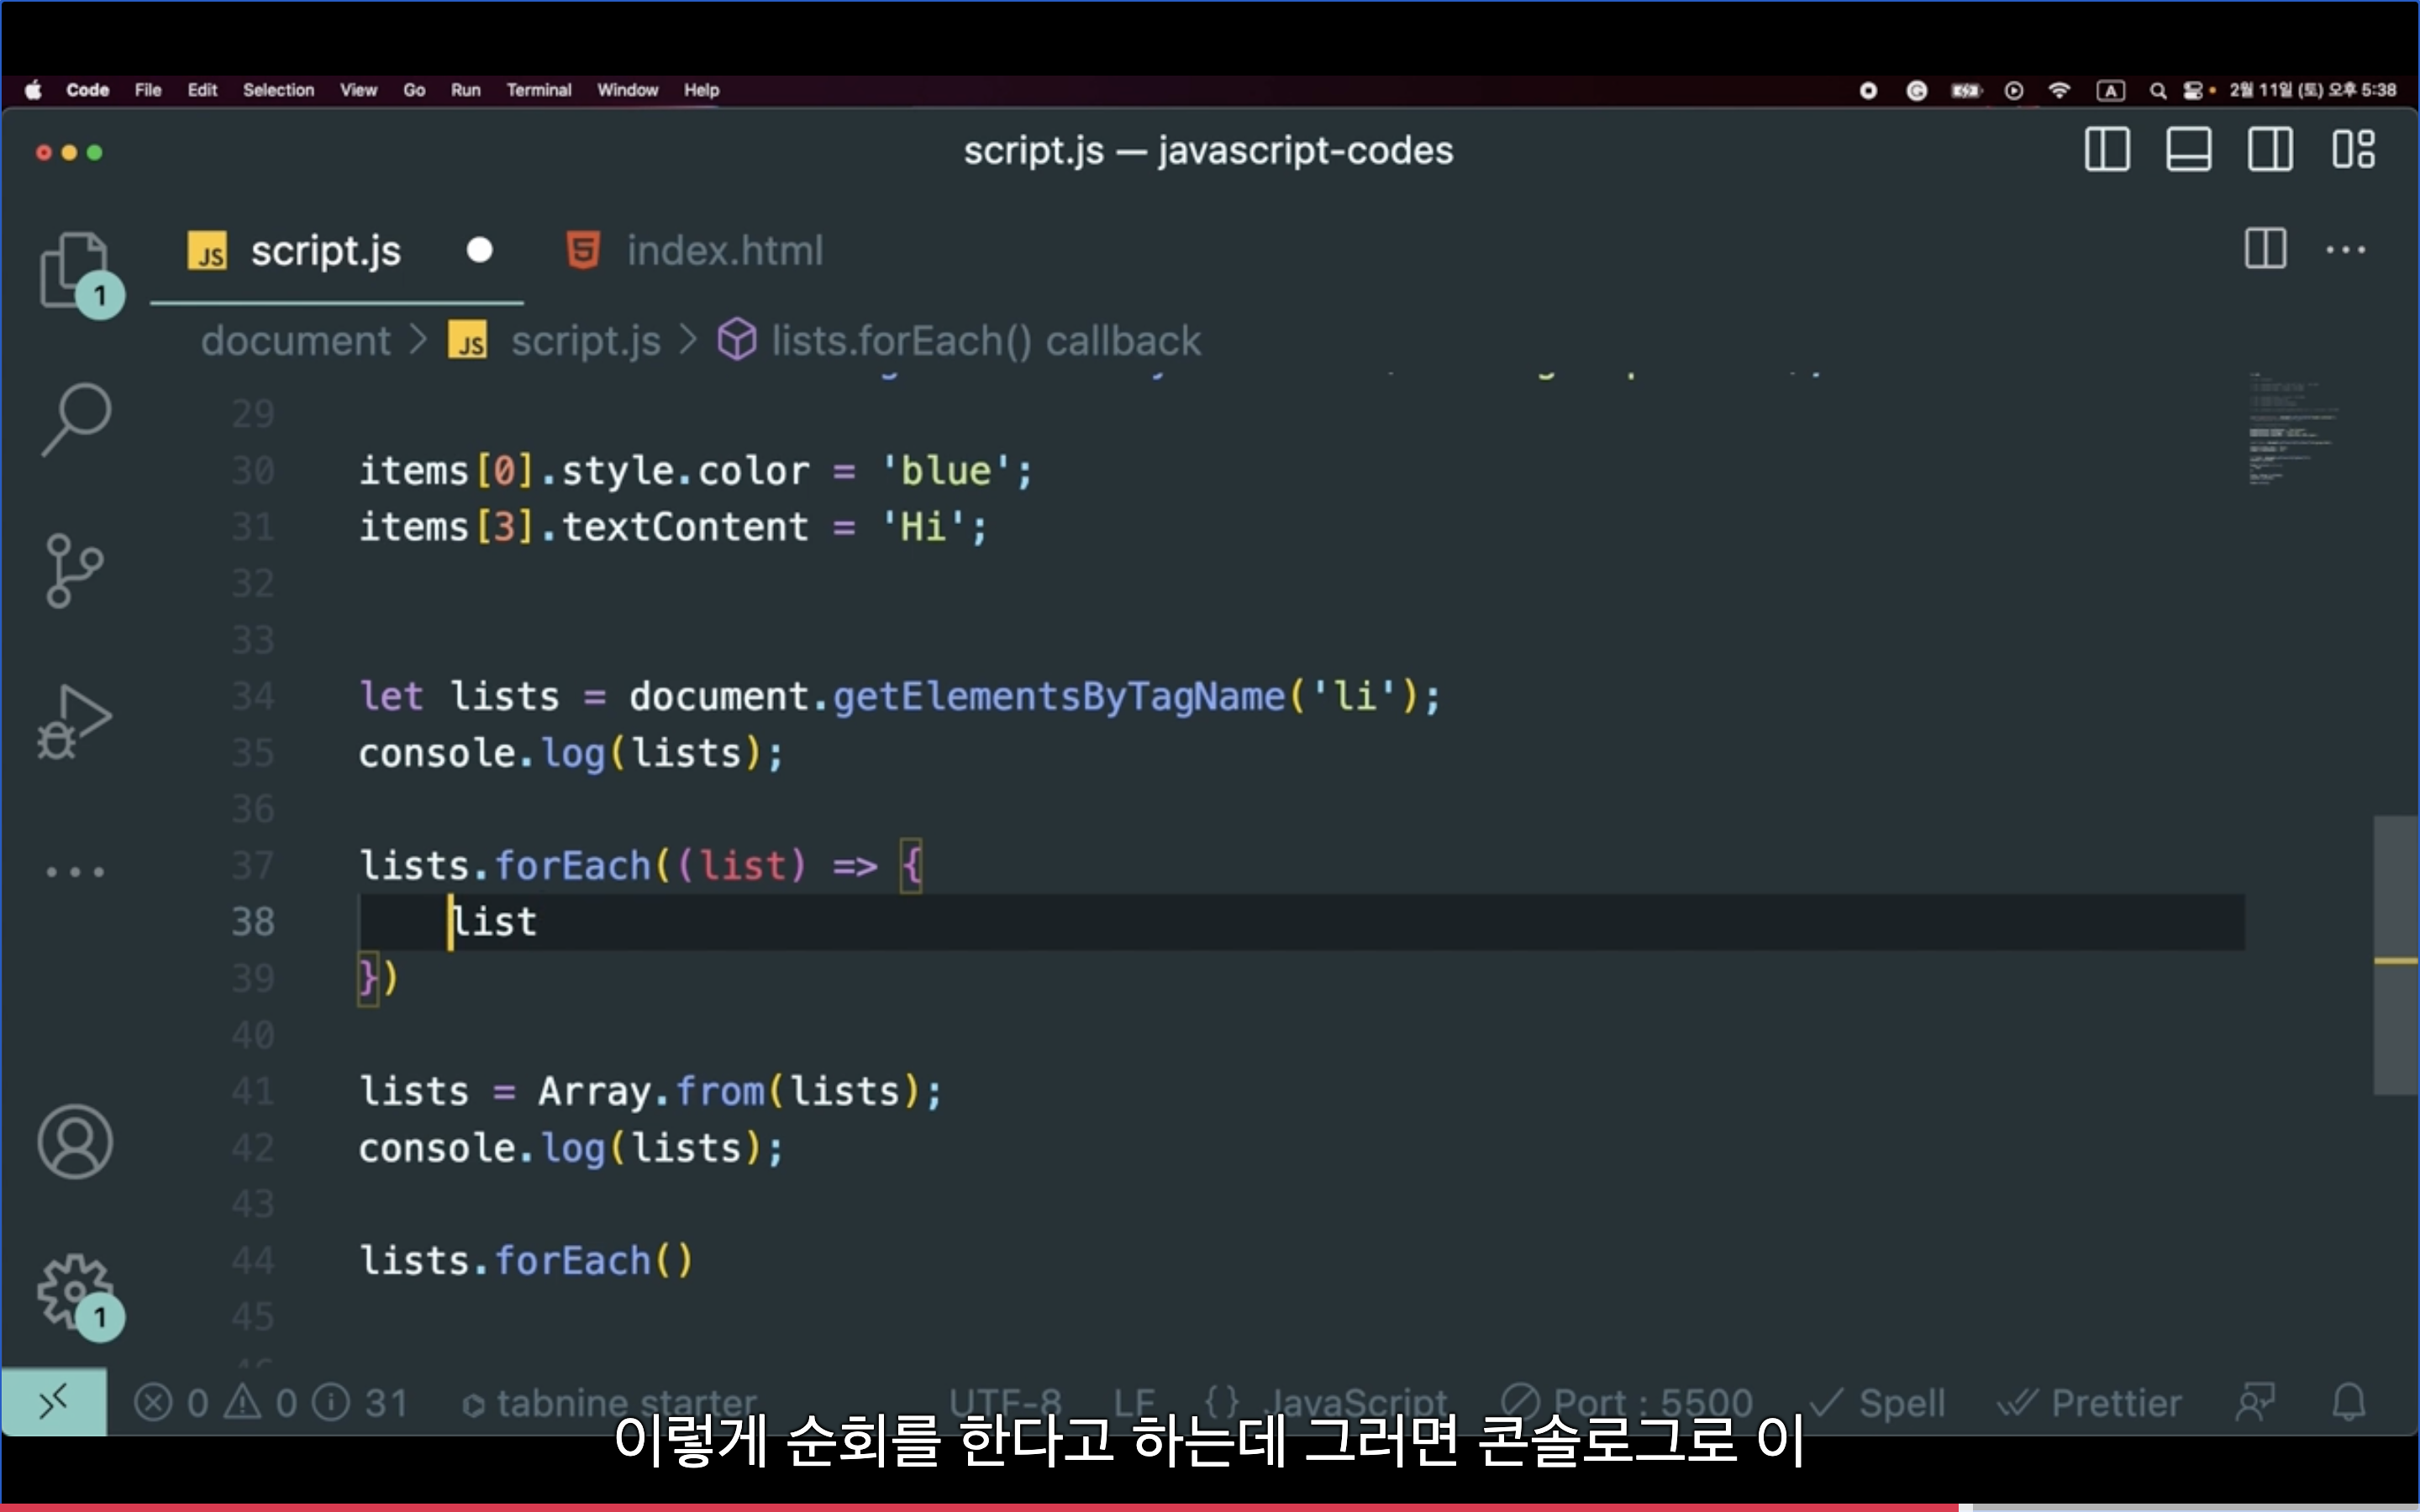 Code File Edit Selection View Go Run Terminal Window Help A 2월 11일 (토) 오후 5:38
script.js — javascript-codes
JS script.js index.html
1
document > JS script.js > lists.forEach() callback
29
30 items[0].style.color = 'blue';
31 items[3].textContent = 'Hi';
32
33
34 let lists = document.getElementsByTagName('li');
35 console.log(lists);
36
37 lists.forEach((list) => {
38 list
39 })
40
41 lists = Array.from(lists);
42 console.log(lists);
43
44 lists.forEach()
45
1
0 0 31 tabnine starter UTF-8 LF {} JavaScript Port : 5500 Spell Prettier
이렇게 순회를 한다고 하는데 그러면 콘솔로그로 이